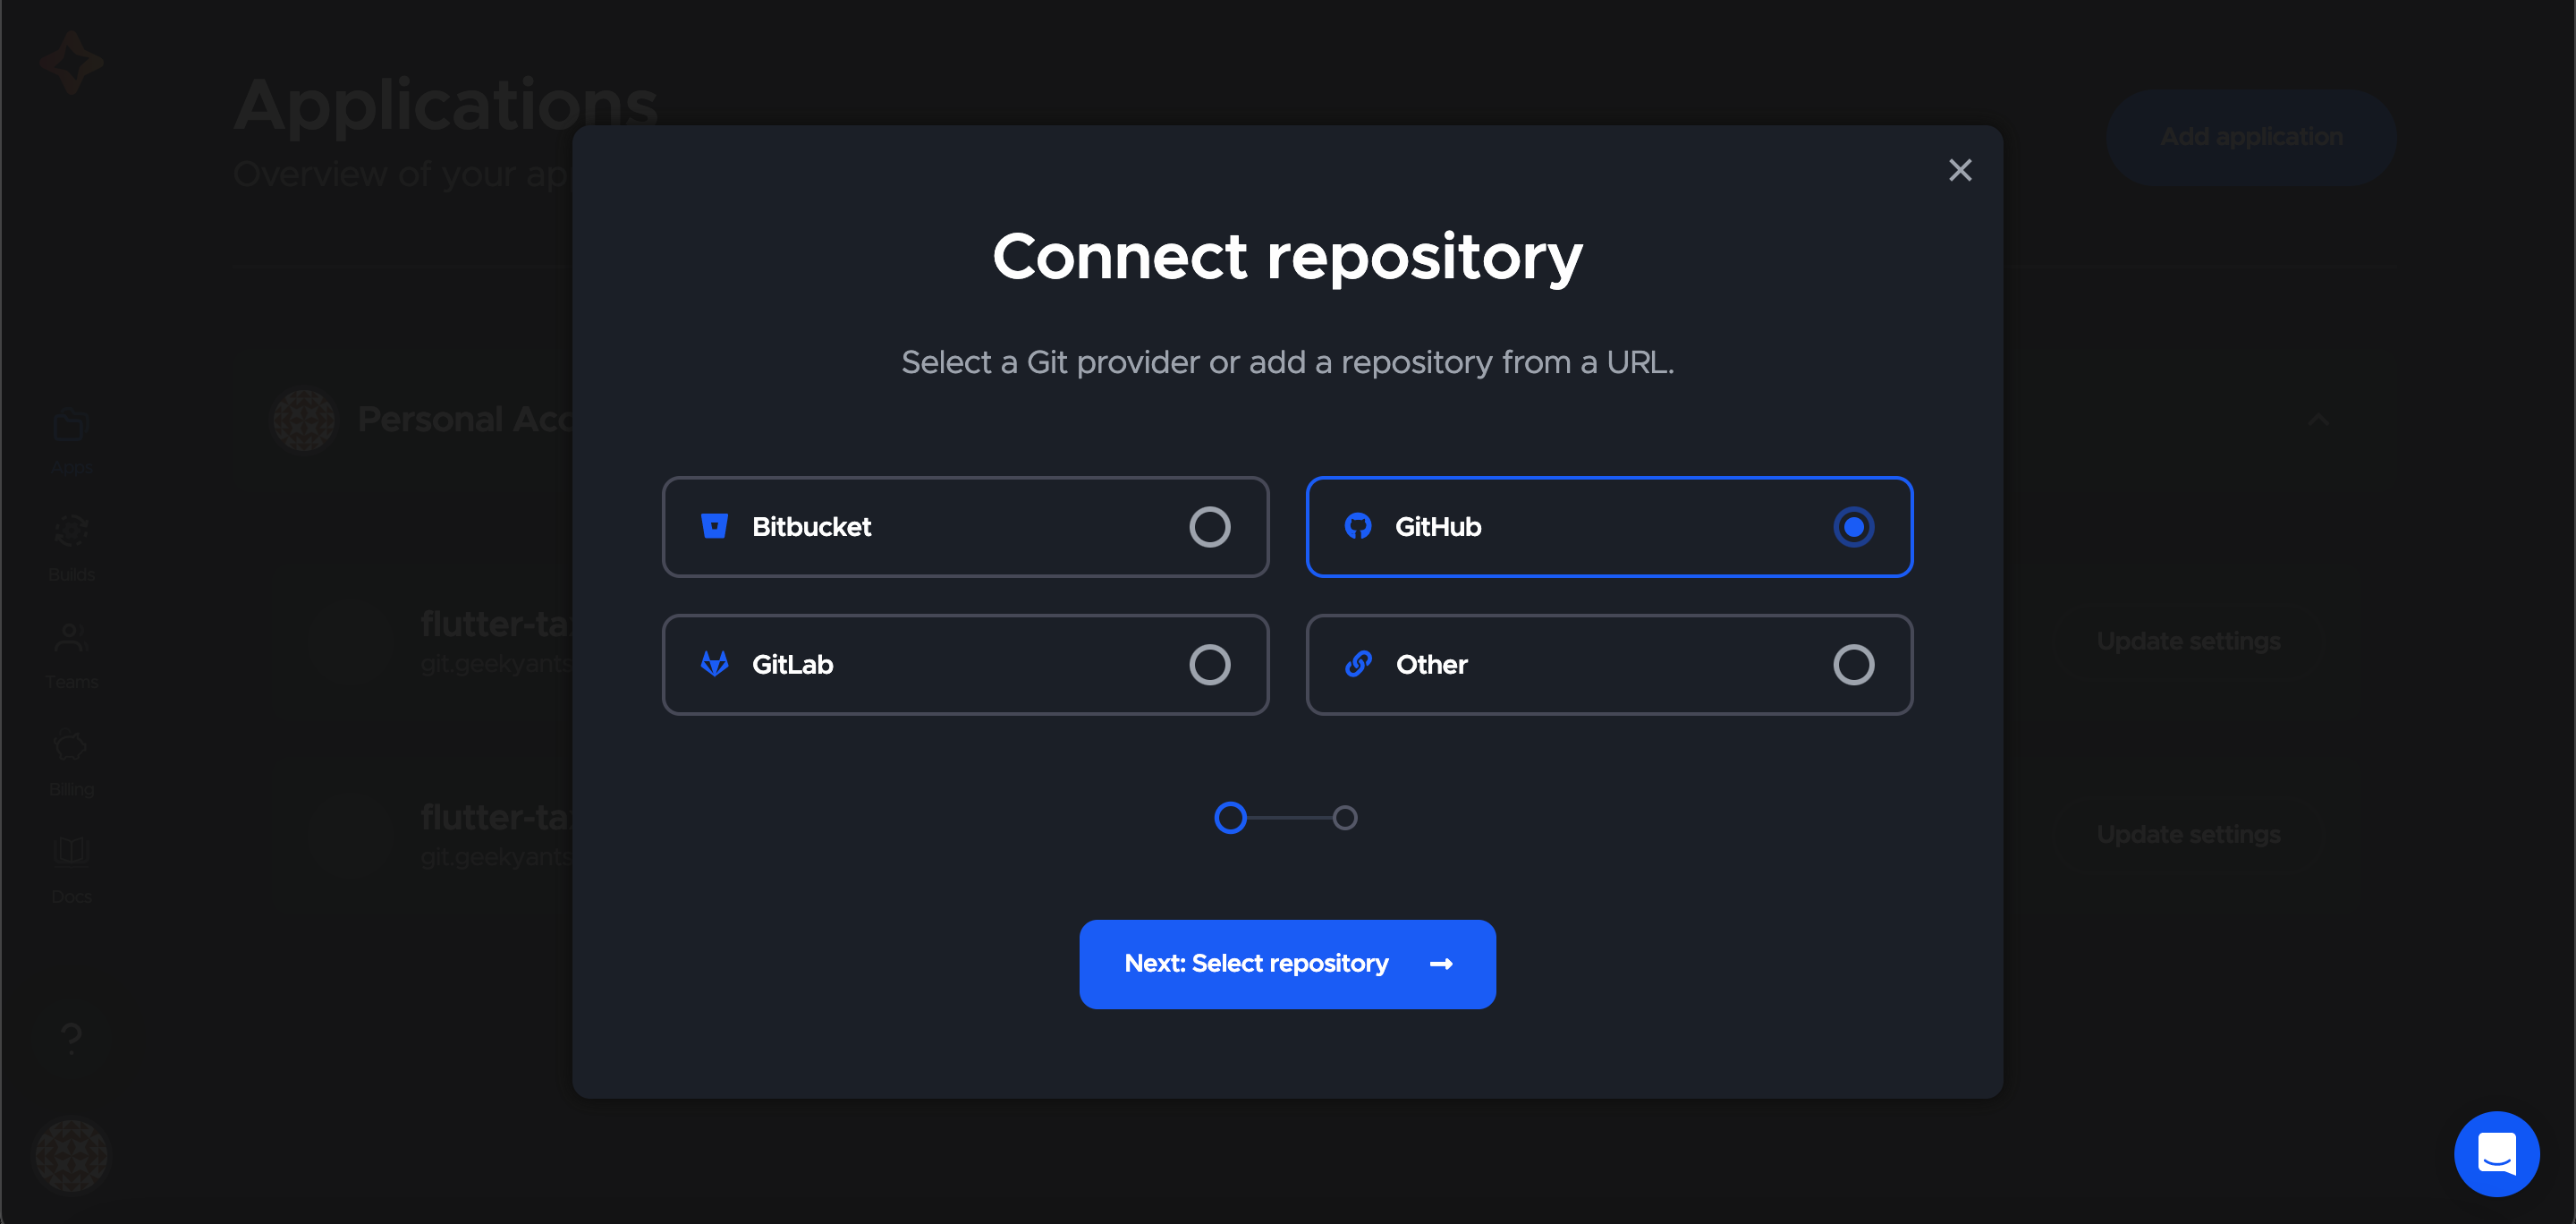 Applications
Overview of your ap
Add application
Connect repository
Select a Git provider or add a repository from a URL.
Personal Acc
Apps
Bitbucket
GitHub
Builds
flutter-ta
git.geekyants
GitLab
Other
Update settings
Teams
Billing
flutter-ta
git.geekyants
Update settings
Docs
Next: Select repository
?